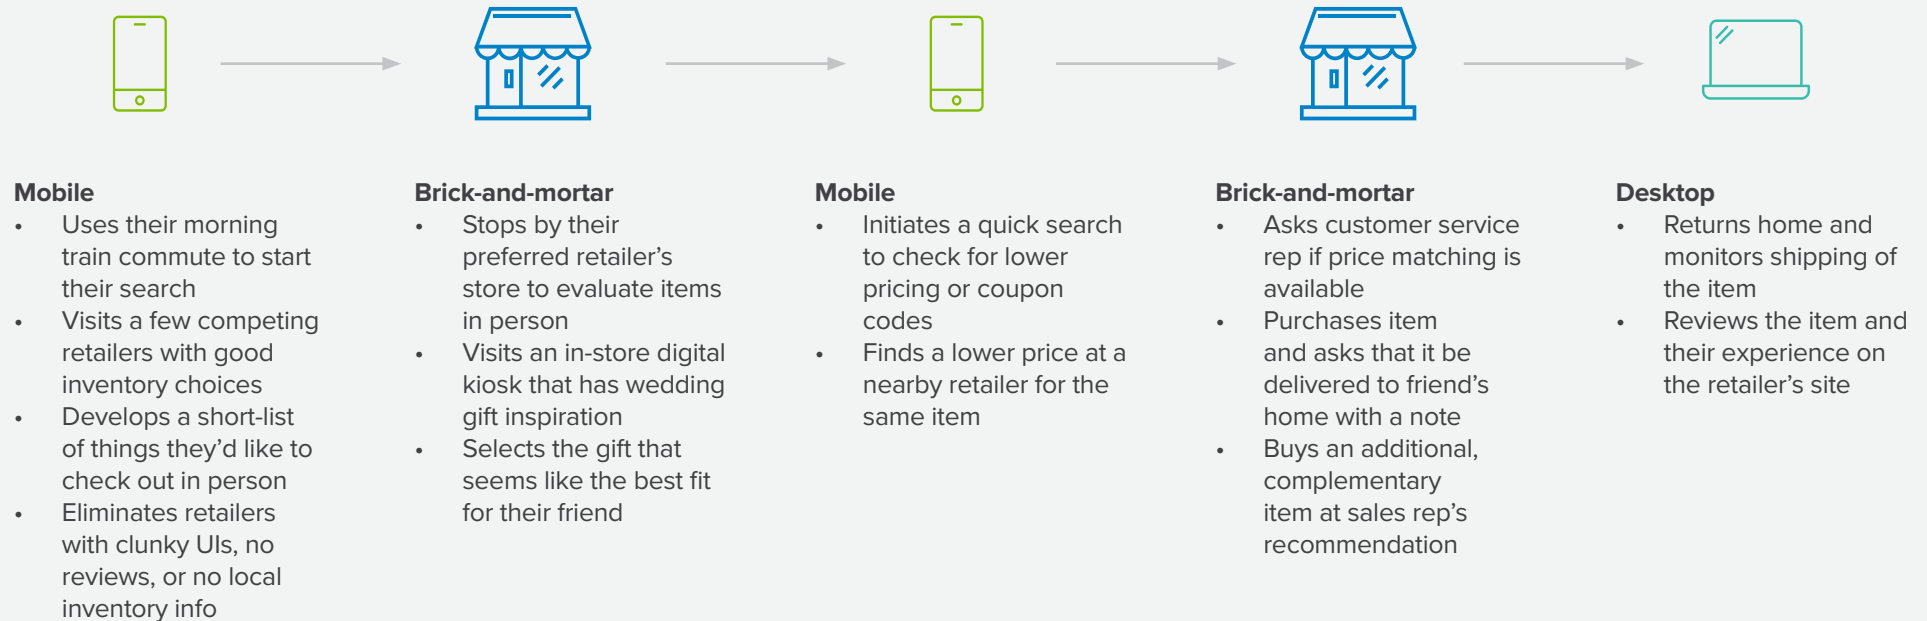 Mobile
• Uses their morning
train commute to start
their search
• Visits a few competing
retailers with good
inventory choices
• Develops a short-list
of things they’d like to
check out in person
• Eliminates retailers
with clunky UIs, no
reviews, or no local
inventory info
Brick-and-mortar
• Stops by their
preferred retailer’s
store to evaluate items
in person
• Visits an in-store digital
kiosk that has wedding
gift inspiration
• Selects the gift that
seems like the best fit
for their friend
Mobile
• Initiates a quick search
to check for lower
pricing or coupon
codes
• Finds a lower price at a
nearby retailer for the
same item
Brick-and-mortar
• Asks customer service
rep if price matching is
available
• Purchases item
and asks that it be
delivered to friend’s
home with a note
• Buys an additional,
complementary
item at sales rep’s
recommendation
Desktop
• Returns home and
monitors shipping of
the item
• Reviews the item and
their experience on
the retailer’s site